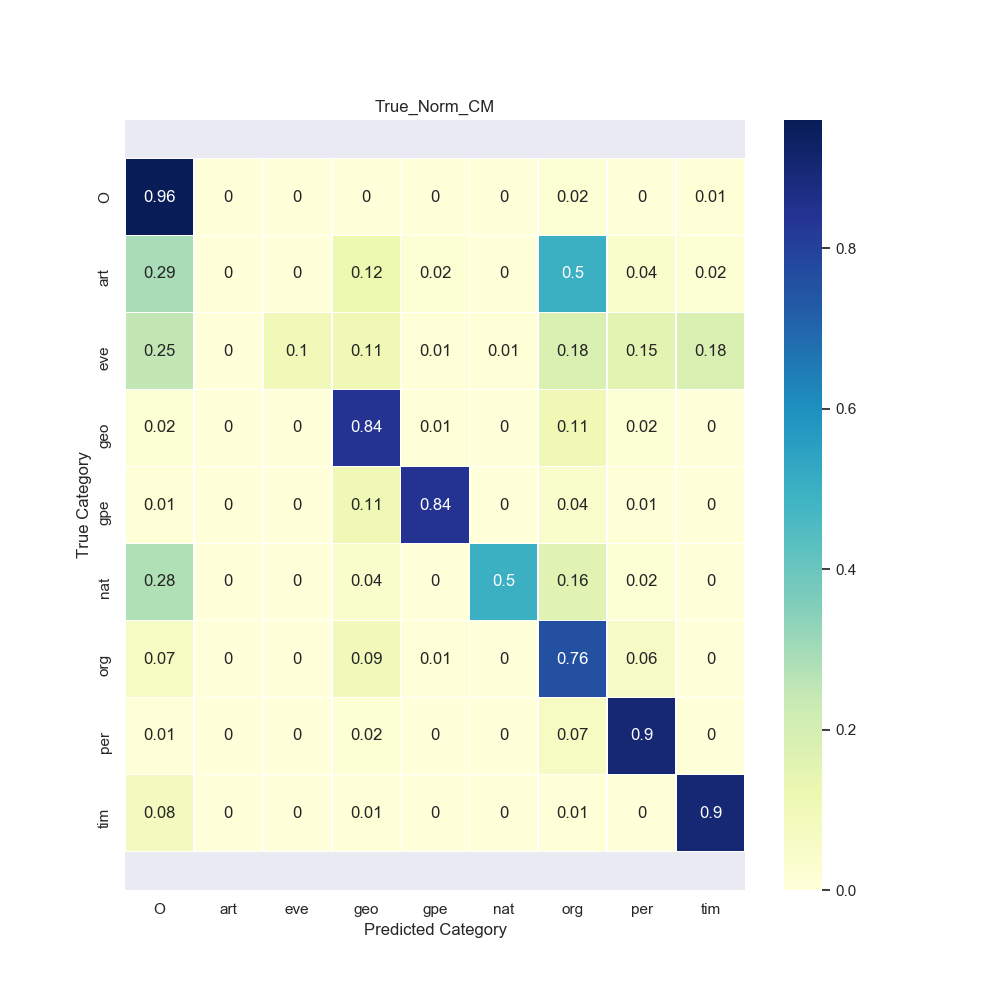 True_Norm_CM
O 0.96 0 0 0 0 0 0.02 0 0.01
art 0.29 0 0 0.12 0.02 0 0.5 0.04 0.02
eve 0.25 0 0.1 0.11 0.01 0.01 0.18 0.15 0.18
geo 0.02 0 0 0.84 0.01 0 0.11 0.02 0
gpe 0.01 0 0 0.11 0.84 0 0.04 0.01 0
nat 0.28 0 0 0.04 0 0.5 0.16 0.02 0
org 0.07 0 0 0.09 0.01 0 0.76 0.06 0
per 0.01 0 0 0.02 0 0 0.07 0.9 0
tim 0.08 0 0 0.01 0 0 0.01 0 0.9
O art eve geo gpe nat org per tim
Predicted Category
True Category
0.8
0.6
0.4
0.2
0.0